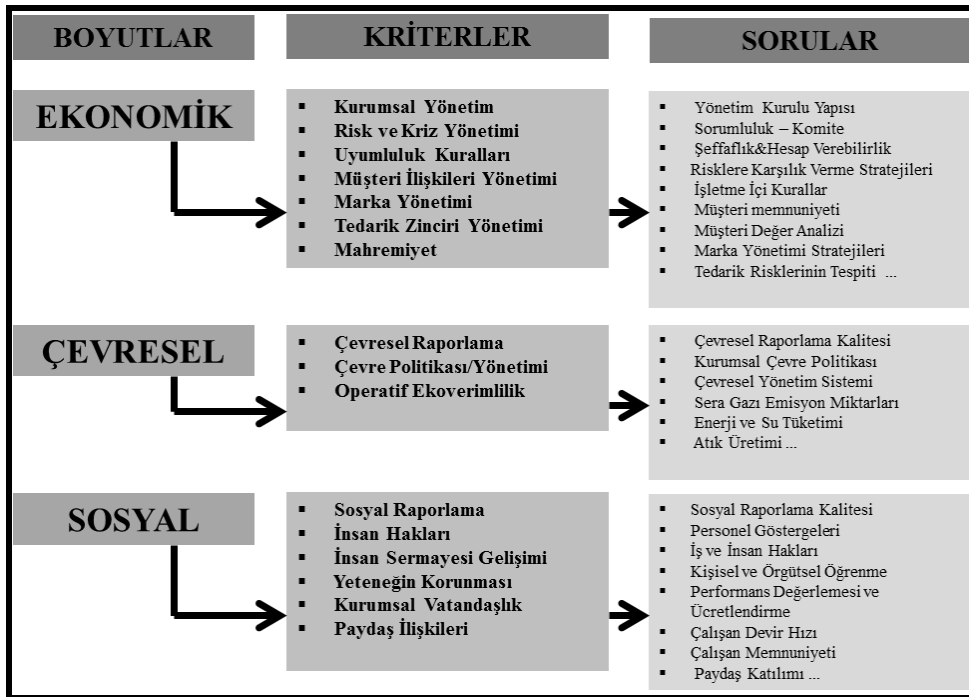 BOYUTLAR
KRİTERLER
SORULAR
EKONOMİK
▪ Kurumsal Yönetim
▪ Risk ve Kriz Yönetimi
▪ Uyumluluk Kuralları
▪ Müşteri İlişkileri Yönetimi
▪ Marka Yönetimi
▪ Tedarik Zinciri Yönetimi
▪ Mahremiyet
▪ Yönetim Kurulu Yapısı
▪ Sorumluluk – Komite
▪ Şeffaflık&Hesap Verebilirlik
▪ Risklere Karşılık Verme Stratejileri
▪ İşletme İçi Kurallar
▪ Müşteri memnuniyeti
▪ Müşteri Değer Analizi
▪ Marka Yönetimi Stratejileri
▪ Tedarik Risklerinin Tespiti ...
ÇEVRESEL
▪ Çevresel Raporlama
▪ Çevre Politikası/Yönetimi
▪ Operatif Ekoverimlilik
▪ Çevresel Raporlama Kalitesi
▪ Kurumsal Çevre Politikası
▪ Çevresel Yönetim Sistemi
▪ Sera Gazı Emisyon Miktarları
▪ Enerji ve Su Tüketimi
▪ Atık Üretimi ...
SOSYAL
▪ Sosyal Raporlama
▪ İnsan Hakları
▪ İnsan Sermayesi Gelişimi
▪ Yeteneğin Korunması
▪ Kurumsal Vatandaşlık
▪ Paydaş İlişkileri
▪ Sosyal Raporlama Kalitesi
▪ Personel Göstergeleri
▪ İş ve İnsan Hakları
▪ Kişisel ve Örgütsel Öğrenme
▪ Performans Değerlemesi ve
Ücretlendirme
▪ Çalışan Devir Hızı
▪ Çalışan Memnuniyeti
▪ Paydaş Katılımı ...